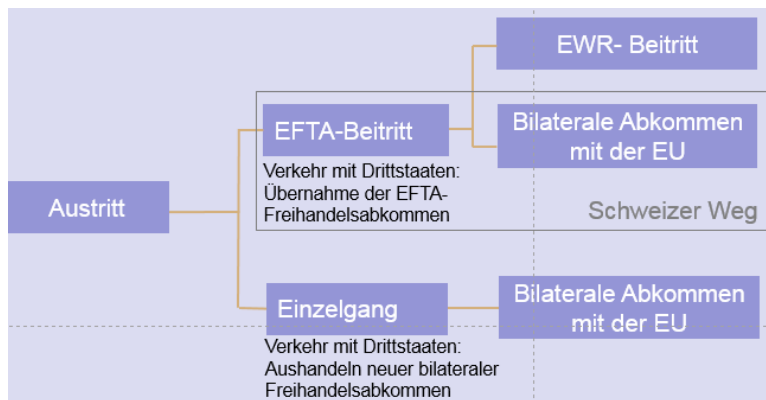 EWR- Beitritt
EFTA-Beitritt
Bilaterale Abkommen
mit der EU
Verkehr mit Drittstaaten:
Übernahme der EFTA-
Freihandelsabkommen
Austritt
Schweizer Weg
Einzelgang
Bilaterale Abkommen
mit der EU
Verkehr mit Drittstaaten:
Aushandeln neuer bilateraler
Freihandelsabkommen